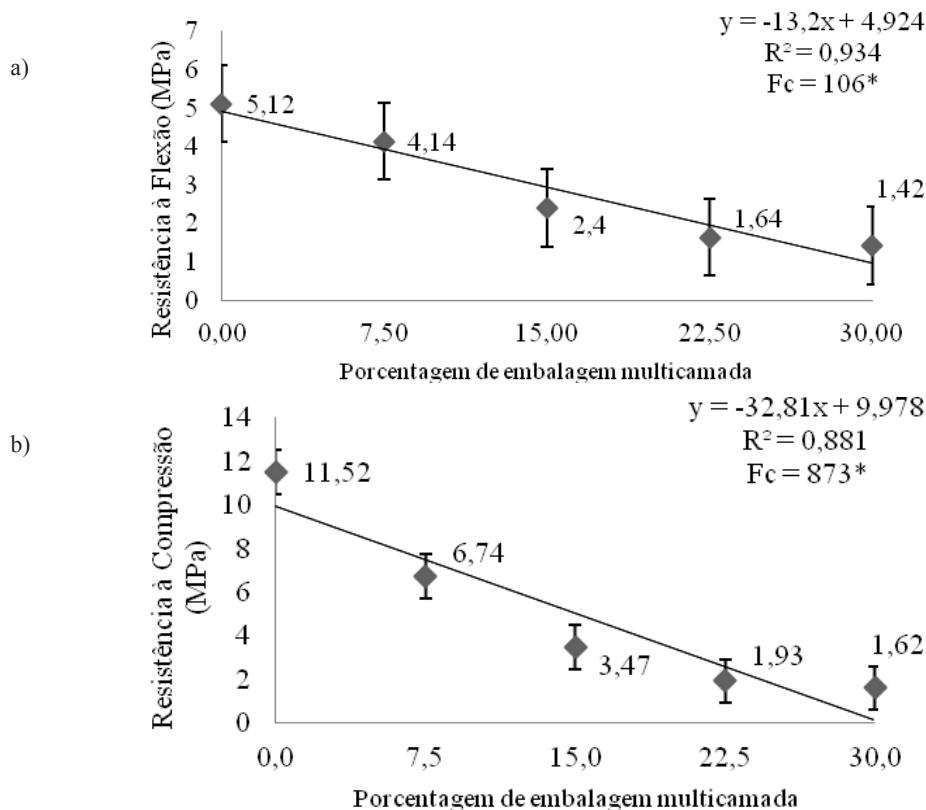 a)
Resistência à Flexão (MPa)
7
6
5
4
3
2
1
0
y = -13,2x + 4,924
R² = 0,934
Fc = 106*
5,12
4,14
2,4
1,64
1,42
0,00 7,50 15,00 22,50 30,00
Porcentagem de embalagem multicamada
b)
Resistência à Compressão
(MPa)
14
12
10
8
6
4
2
0
y = -32,81x + 9,978
R² = 0,881
Fc = 873*
11,52
6,74
3,47
1,93
1,62
0,0 7,5 15,0 22,5 30,0
Porcentagem de embalagem multicamada